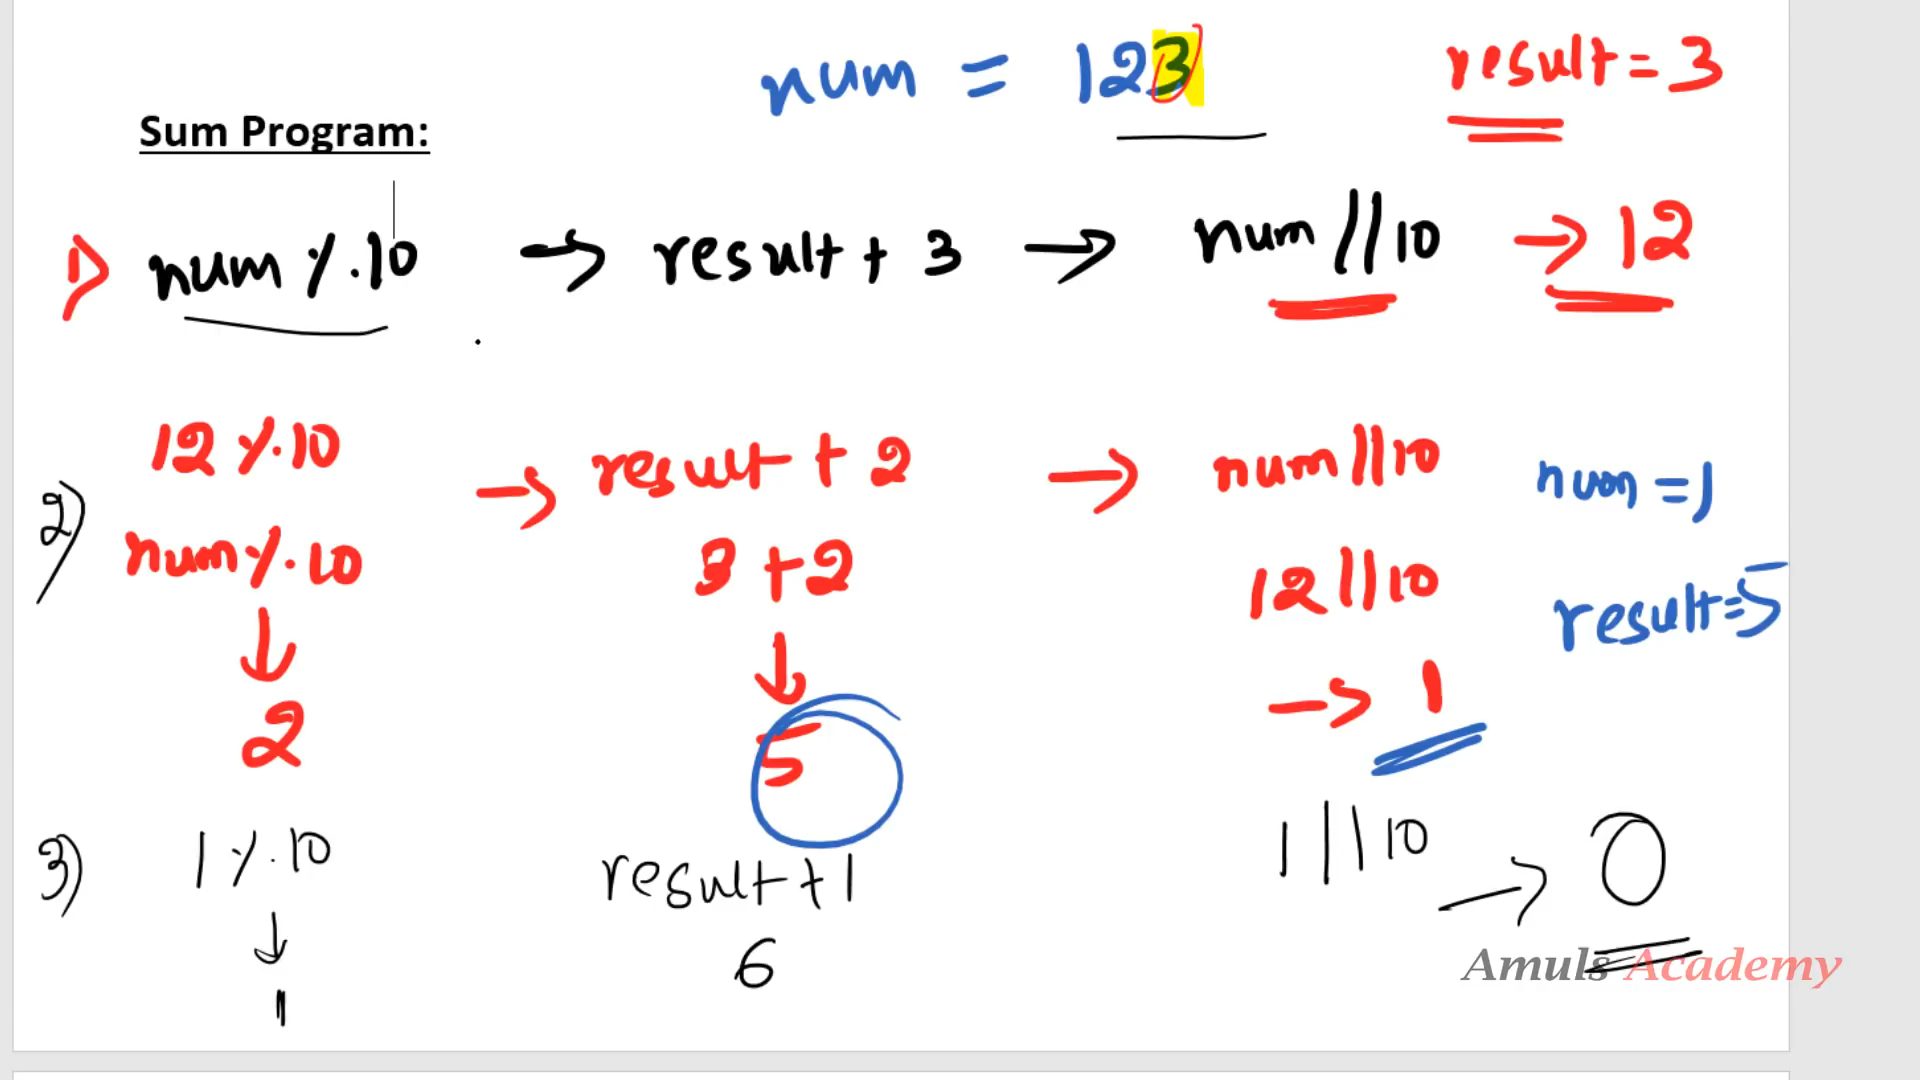 num = 123
result = 3
Sum Program:
1) num %.10 → result + 3 → num//10 → 12
2) 12 %.10 → result + 2 → num//10
num = 1
num %.10
3 + 2
12//10
result = 5
↓
2
↓
5
→ 1
3) 1 %.10
result + 1
1//10 → 0
↓
1
6
Amuls Academy